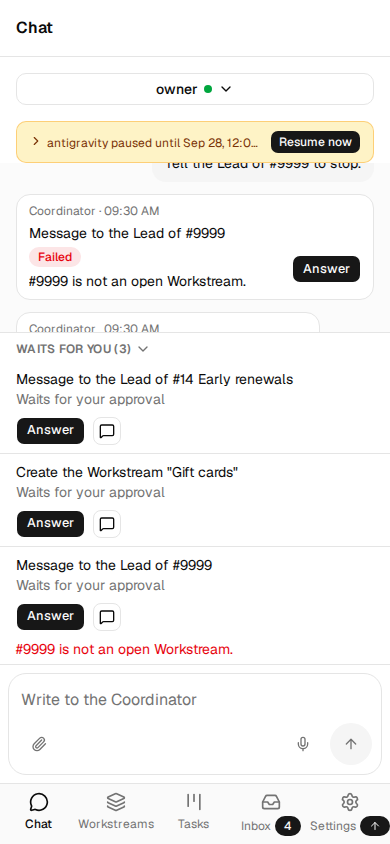 Chat
owner
antigravity paused until Sep 28, 12:0...
Resume now
Tell the Lead of #9999 to stop.
Coordinator · 09:30 AM
Message to the Lead of #9999
Failed
#9999 is not an open Workstream.
Answer
Coordinator · 09:30 AM
WAITS FOR YOU (3)
Message to the Lead of #14 Early renewals
Waits for your approval
Answer
Create the Workstream "Gift cards"
Waits for your approval
Answer
Message to the Lead of #9999
Waits for your approval
Answer
#9999 is not an open Workstream.
Write to the Coordinator
Chat
Workstreams
Tasks
Inbox 4
Settings